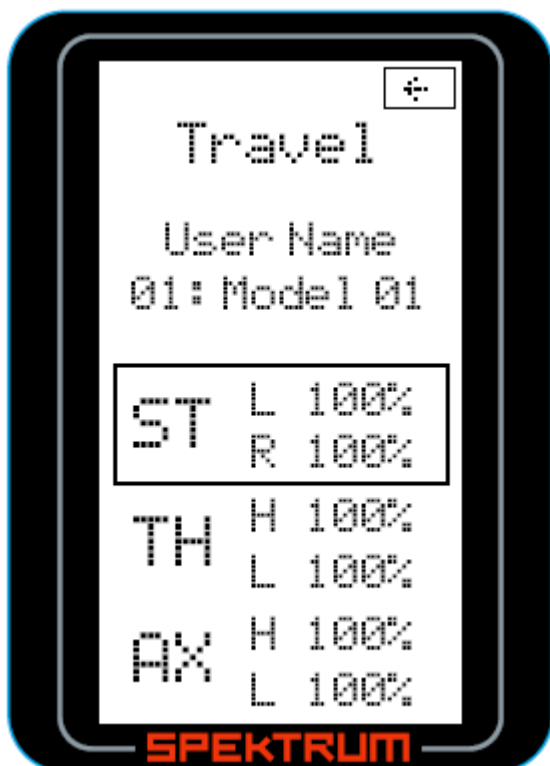 Travel
User Name
01: Model 01
ST L 100%
R 100%
TH H 100%
L 100%
AX H 100%
L 100%
SPEKTRUM